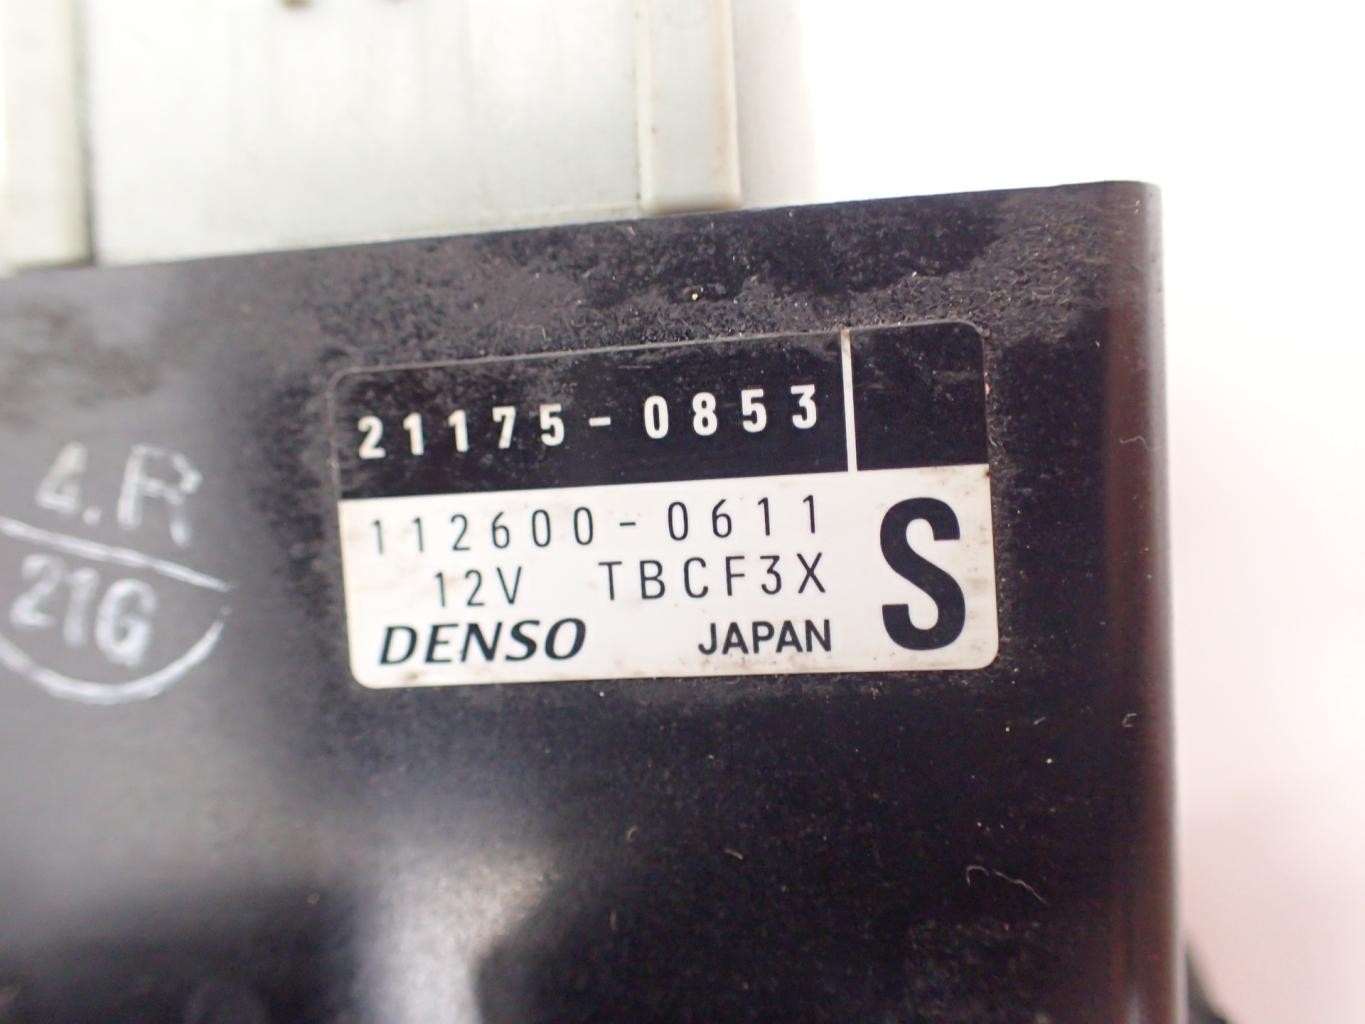 21175-0853
112600-0611
12V TBCF3X
DENSO JAPAN
S
4.R
21G